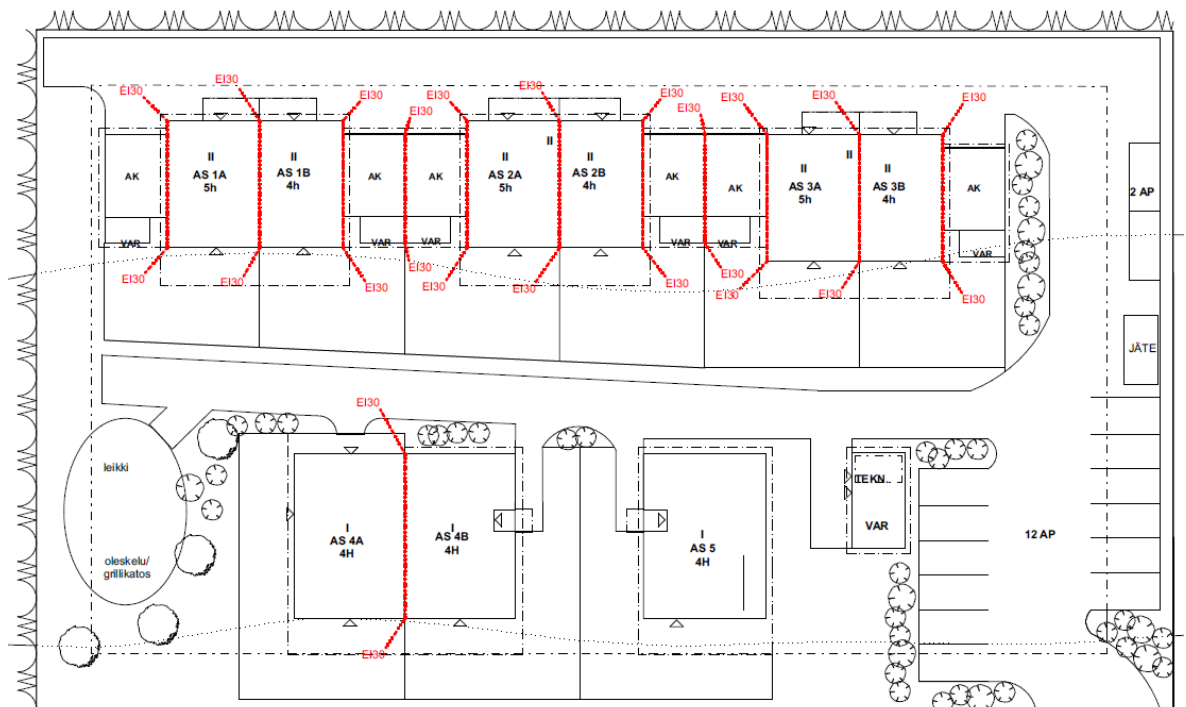 EI30
EI30
EI30
EI30
EI30
EI30
EI30
EI30
EI30
EI30
EI30
EI30
II
AS 1A
5h
II
AS 1B
4h
II
AS 2A
5h
II
II
AS 2B
4h
II
AS 3A
5h
II
II
AS 3B
4h
AK
AK
AK
AK
AK
AK
2 AP
VAR
VAR
VAR
VAR
VAR
VAR
EI30
EI30
EI30
EI30
EI30
EI30
EI30
EI30
EI30
EI30
EI30
JÄTE
EI30
leikki
oleskelu/
grillikatos
I
AS 4A
4H
I
AS 4B
4H
I
AS 5
4H
VAR
12 AP
EI30